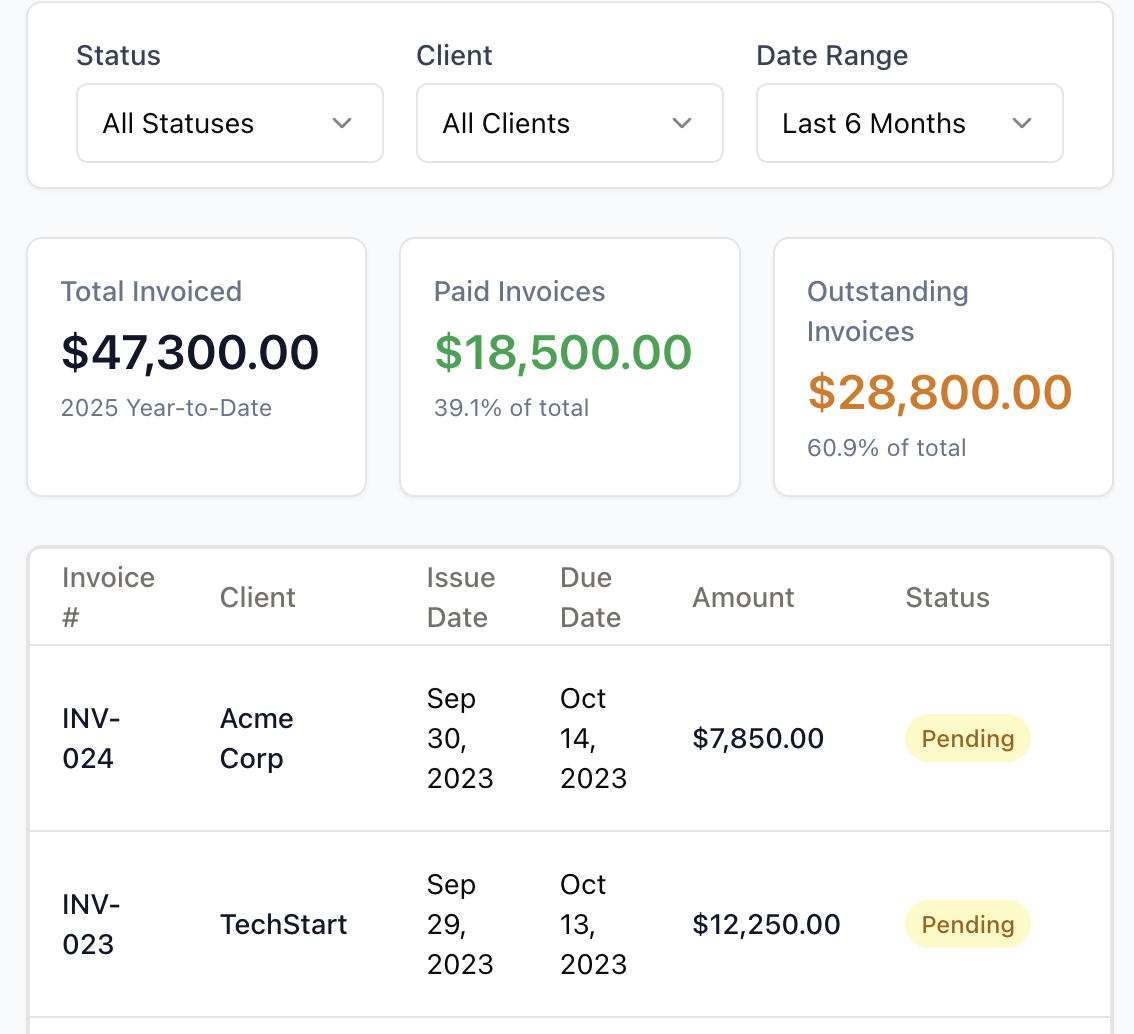 Status Client Date Range
All Statuses All Clients Last 6 Months
Total Invoiced
$47,300.00
2025 Year-to-Date
Paid Invoices
$18,500.00
39.1% of total
Outstanding
Invoices
$28,800.00
60.9% of total
Invoice
#
Client
Issue
Date
Due
Date
Amount
Status
INV-
024
Acme
Corp
Sep
30,
2023
Oct
14,
2023
$7,850.00
Pending
INV-
023
TechStart
Sep
29,
2023
Oct
13,
2023
$12,250.00
Pending